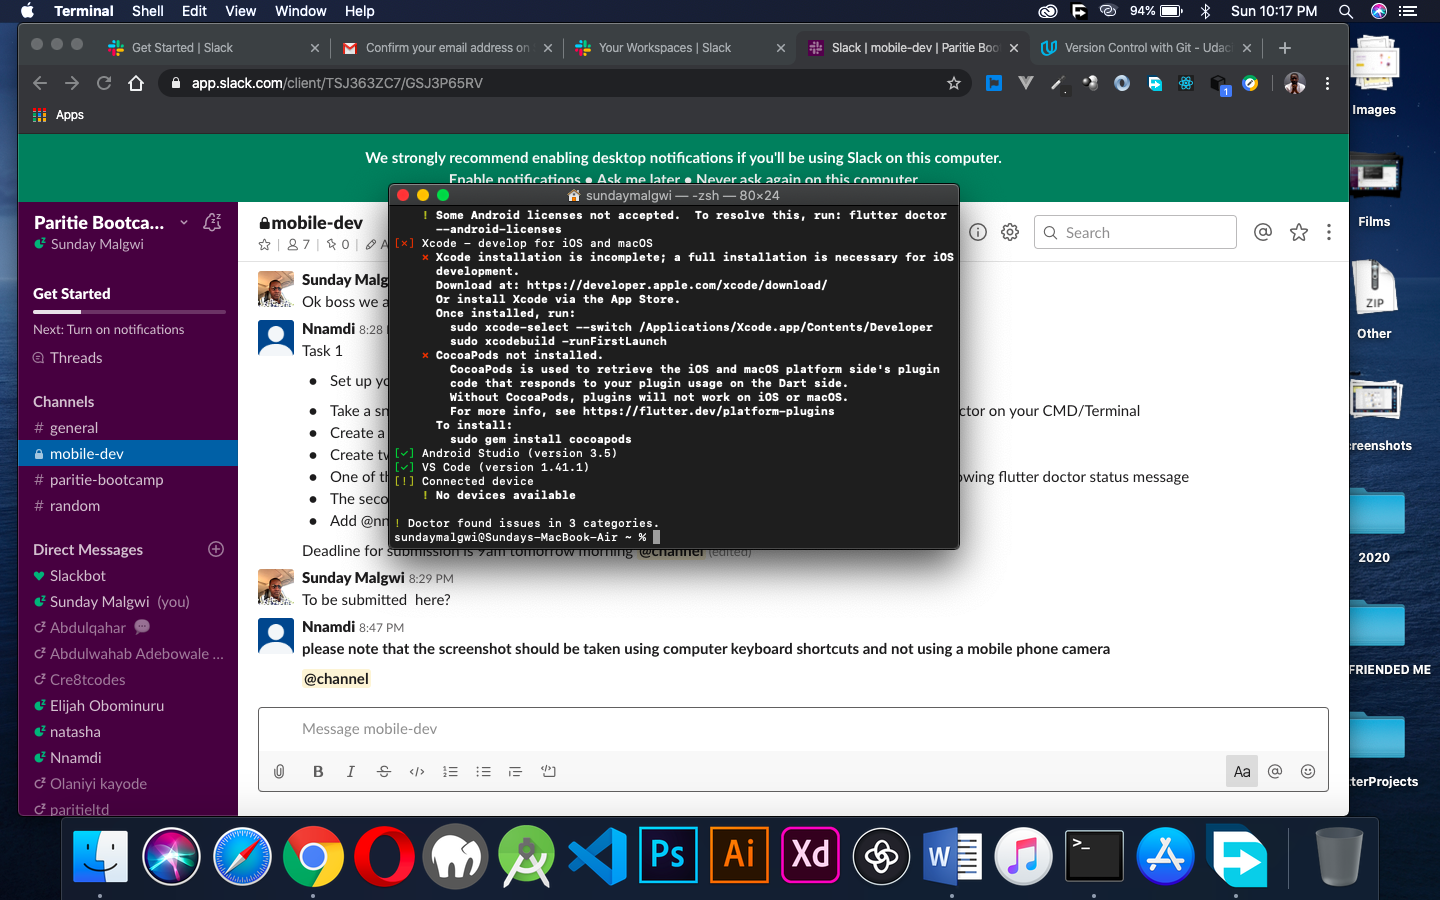 Terminal Shell Edit View Window Help
94% Sun 10:17 PM
Get Started | Slack
Confirm your email address on
Your Workspaces | Slack
Slack | mobile-dev | Paritie Boo
Version Control with Git - Udac
app.slack.com/client/TSJ363ZC7/GSJ3P65RV
1
Apps
We strongly recommend enabling desktop notifications if you'll be using Slack on this computer.
Enable notifications • Ask me later • Never ask again on this computer
Paritie Bootca...
Sunday Malgwi
Get Started
Next: Turn on notifications
Threads
Channels
# general
mobile-dev
# paritie-bootcamp
# random
Direct Messages
Slackbot
Sunday Malgwi (you)
Abdulqahar
Abdulwahab Adebowale ...
Cre8tcodes
Elijah Obominuru
natasha
Nnamdi
Olaniyi kayode
paritieltd
mobile-dev
7 | 0 | A
Search
Sunday Malg
Ok boss we a
Nnamdi 8:28
Task 1
• Set up yo
• Take a sn
ctor on your CMD/Terminal
• Create a
• Create tw
• One of th
owing flutter doctor status message
• The seco
• Add @nn
Deadline for submission is 9am tomorrow morning @channel (edited)
Sunday Malgwi 8:29 PM
To be submitted here?
Nnamdi 8:47 PM
please note that the screenshot should be taken using computer keyboard shortcuts and not using a mobile phone camera
@channel
Message mobile-dev
B I S Aa @
sundaymalgwi — -zsh — 80×24
! Some Android licenses not accepted. To resolve this, run: flutter doctor
--android-licenses
[✗] Xcode – develop for iOS and macOS
✗ Xcode installation is incomplete; a full installation is necessary for iOS
development.
Download at: https://developer.apple.com/xcode/download/
Or install Xcode via the App Store.
Once installed, run:
sudo xcode-select --switch /Applications/Xcode.app/Contents/Developer
sudo xcodebuild -runFirstLaunch
✗ CocoaPods not installed.
CocoaPods is used to retrieve the iOS and macOS platform side's plugin
code that responds to your plugin usage on the Dart side.
Without CocoaPods, plugins will not work on iOS or macOS.
For more info, see https://flutter.dev/platform-plugins
To install:
sudo gem install cocoapods
[✓] Android Studio (version 3.5)
[✓] VS Code (version 1.41.1)
[!] Connected device
! No devices available
! Doctor found issues in 3 categories.
sundaymalgwi@Sundays-MacBook-Air ~ %
Images
Films
ZIP
Other
creenshots
2020
FRIENDED ME
tterProjects
Ps
Ai
Xd
W
>_